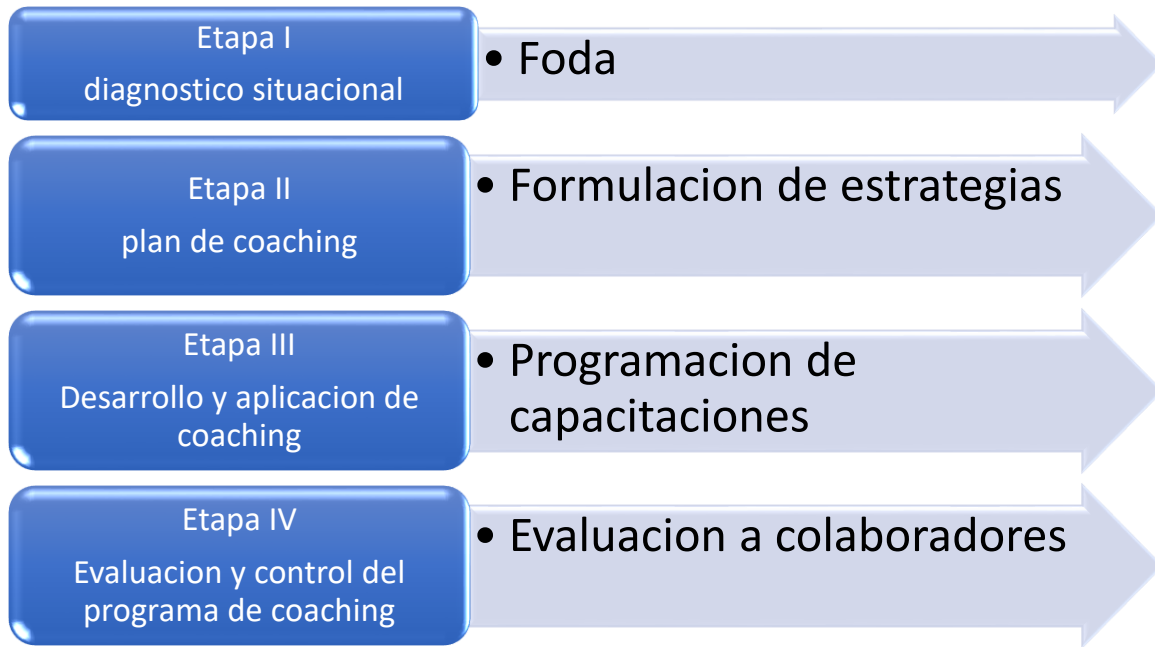 Etapa I
diagnostico situacional
• Foda
Etapa II
plan de coaching
• Formulacion de estrategias
Etapa III
Desarrollo y aplicacion de
coaching
• Programacion de
capacitaciones
Etapa IV
Evaluacion y control del
programa de coaching
• Evaluacion a colaboradores